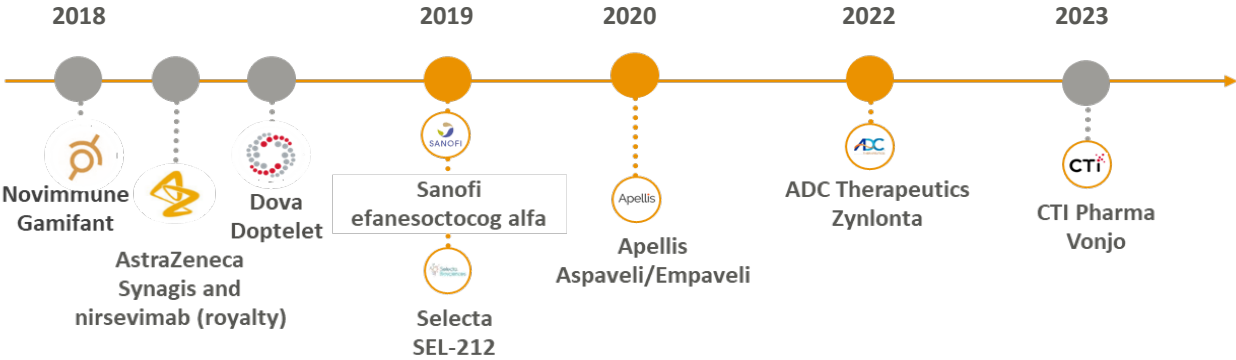 2018
2019
2020
2022
2023
Novimmune
Gamifant
AstraZeneca
Synagis and
nirsevimab (royalty)
Dova
Doptelet
SANOFI
Sanofi
efanesoctocog alfa
Selecta
Selecta
SEL-212
Apellis
Apellis
Aspaveli/Empaveli
ADC
ADC Therapeutics
Zynlonta
CTi
CTI Pharma
Vonjo